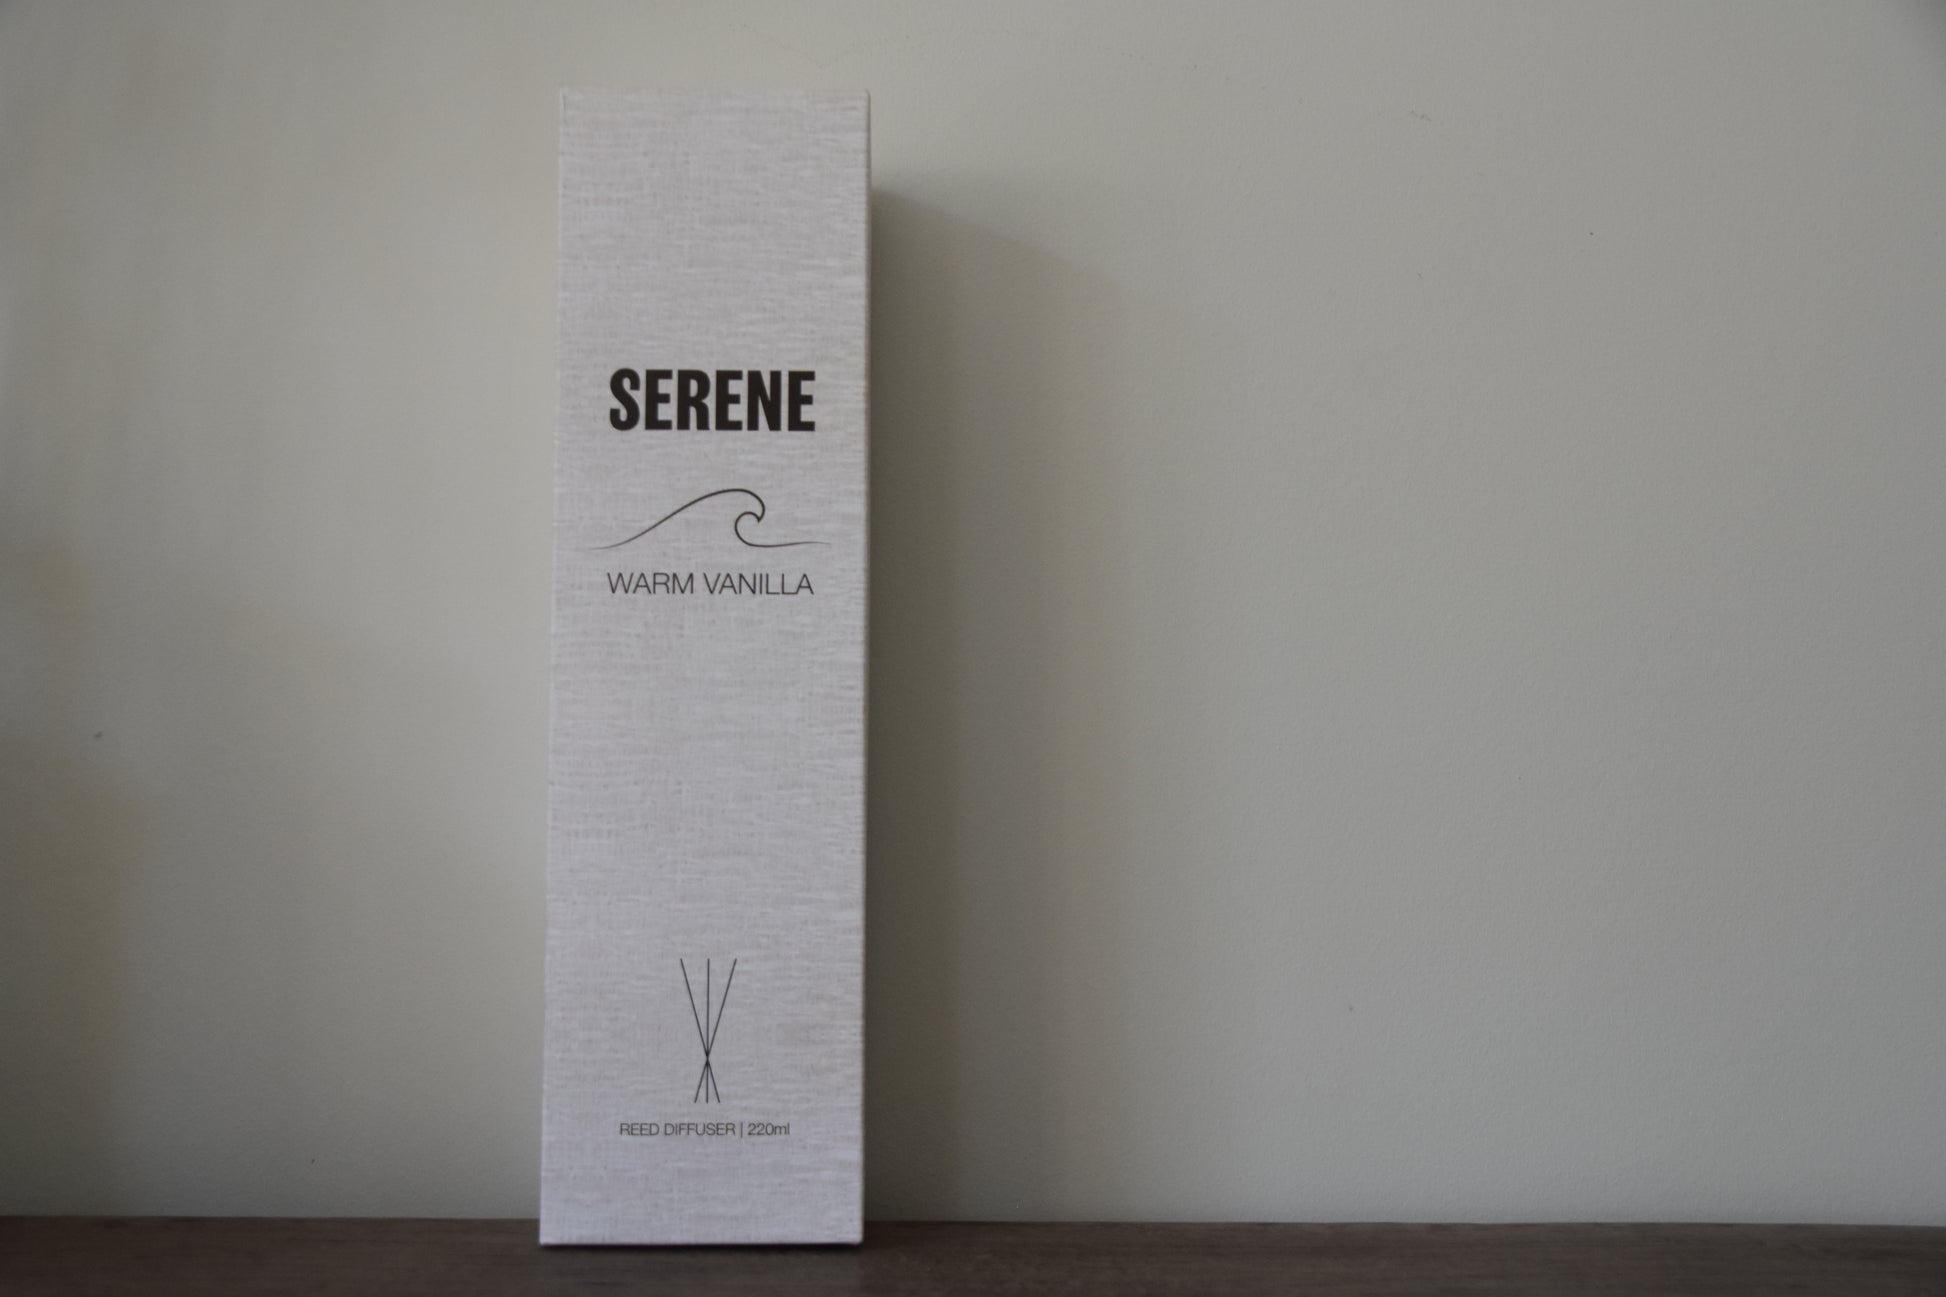 SERENE
WARM VANILLA
REED DIFFUSER | 220ml